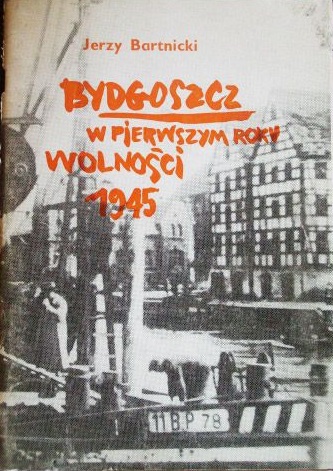 Jerzy Bartnicki
BYDGOSZCZ
W PIERWSZYM ROKU
WOLNOŚCI
1945
11 B.P 78